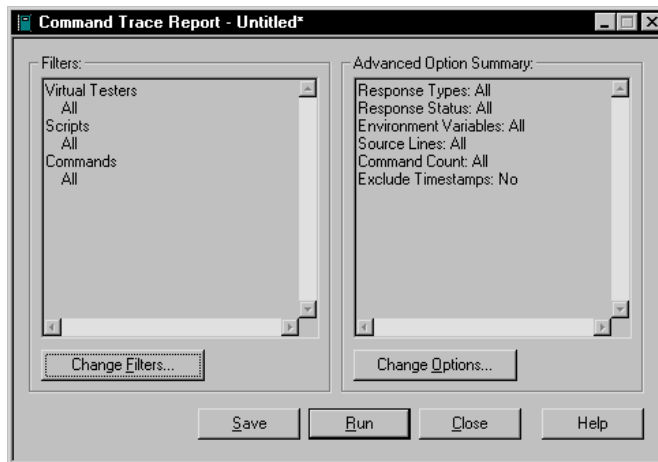 Command Trace Report - Untitled*
Filters:
Virtual Testers
All
Scripts
All
Commands
All
Change Filters...
Advanced Option Summary:
Response Types: All
Response Status: All
Environment Variables: All
Source Lines: All
Command Count: All
Exclude Timestamps: No
Change Options...
Save
Run
Close
Help